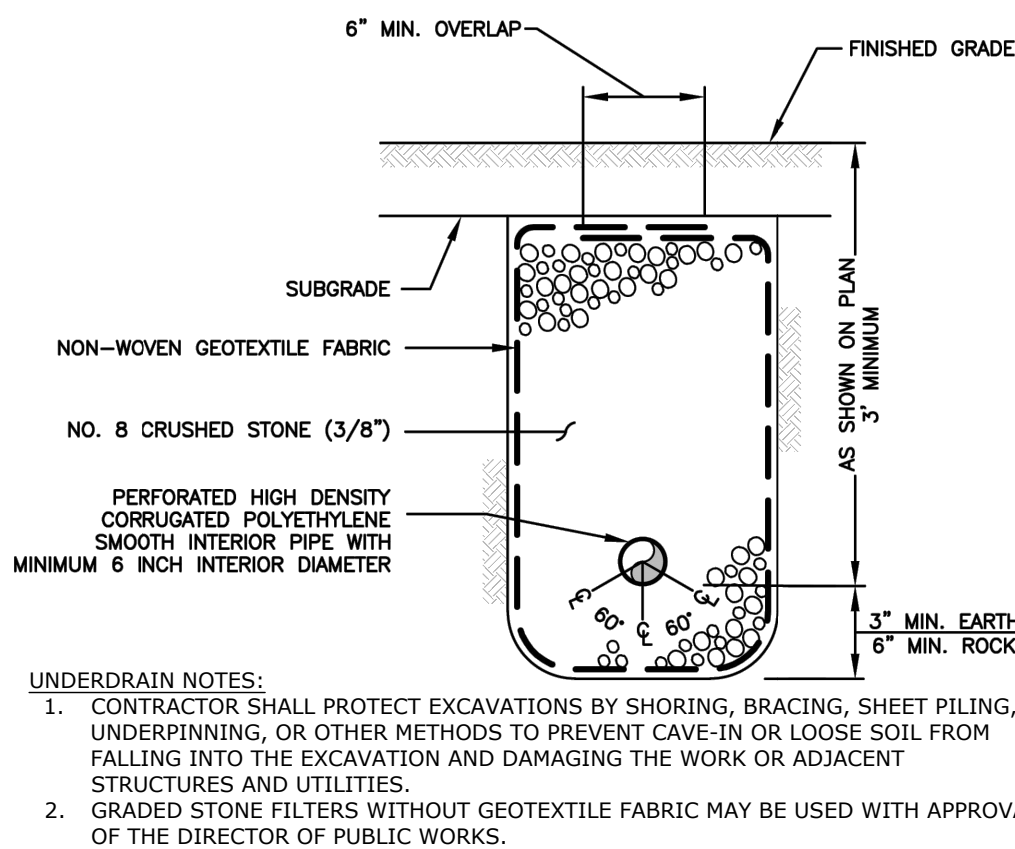 6” MIN. OVERLAP
FINISHED GRADE
SUBGRADE
NON-WOVEN GEOTEXTILE FABRIC
NO. 8 CRUSHED STONE (3/8”)
PERFORATED HIGH DENSITY
CORRUGATED POLYETHYLENE
SMOOTH INTERIOR PIPE WITH
MINIMUM 6 INCH INTERIOR DIAMETER
AS SHOWN ON PLAN
3’ MINIMUM
℄ 60° ℄ 60° ℄
3” MIN. EARTH
6” MIN. ROCK
UNDERDRAIN NOTES:
1. CONTRACTOR SHALL PROTECT EXCAVATIONS BY SHORING, BRACING, SHEET PILING,
UNDERPINNING, OR OTHER METHODS TO PREVENT CAVE-IN OR LOOSE SOIL FROM
FALLING INTO THE EXCAVATION AND DAMAGING THE WORK OR ADJACENT
STRUCTURES AND UTILITIES.
2. GRADED STONE FILTERS WITHOUT GEOTEXTILE FABRIC MAY BE USED WITH APPROVA
OF THE DIRECTOR OF PUBLIC WORKS.